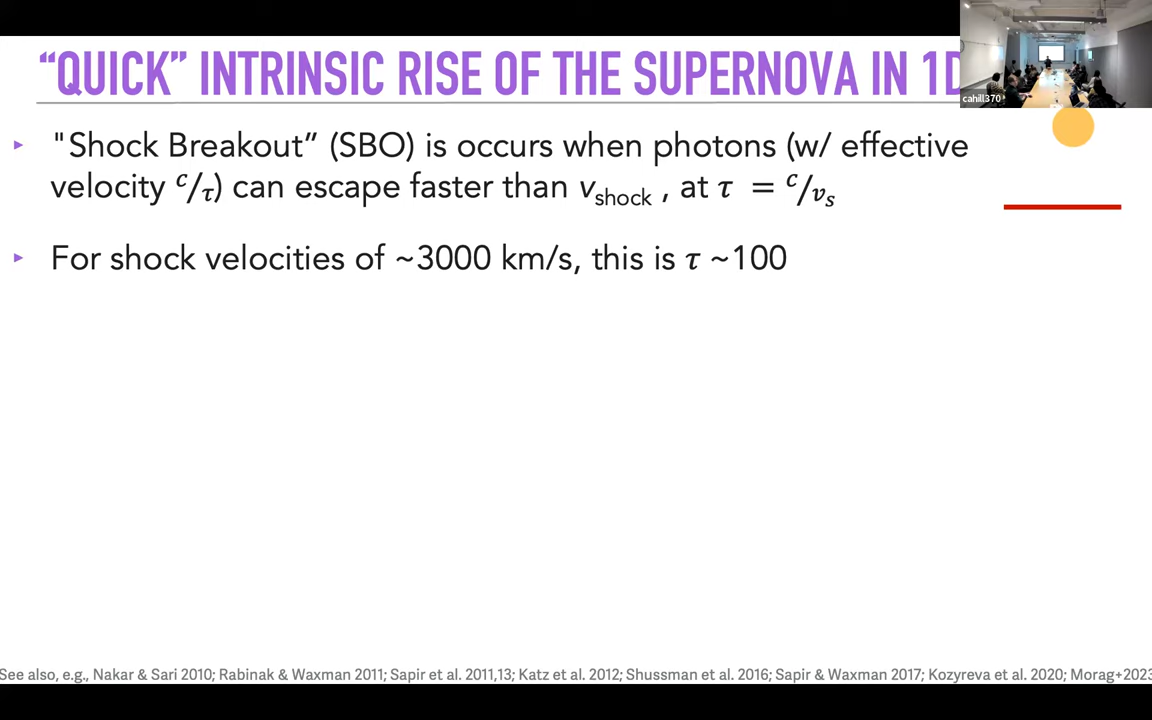 “QUICK” INTRINSIC RISE OF THE SUPERNOVA IN 1D
cahill370
"Shock Breakout” (SBO) is occurs when photons (w/ effective
velocity c/τ) can escape faster than vshock , at τ = c/vs
For shock velocities of ~3000 km/s, this is τ ~100
See also, e.g., Nakar & Sari 2010; Rabinak & Waxman 2011; Sapir et al. 2011,13; Katz et al. 2012; Shussman et al. 2016; Sapir & Waxman 2017; Kozyreva et al. 2020; Morag+2023